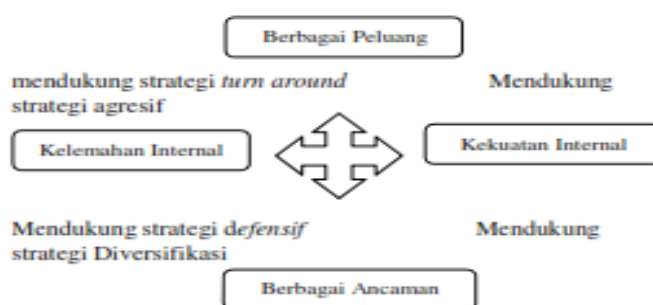 Berbagai Peluang
mendukung strategi turn around Mendukung
strategi agresif
Kelemahan Internal Kekuatan Internal
Mendukung strategi defensif Mendukung
strategi Diversifikasi
Berbagai Ancaman